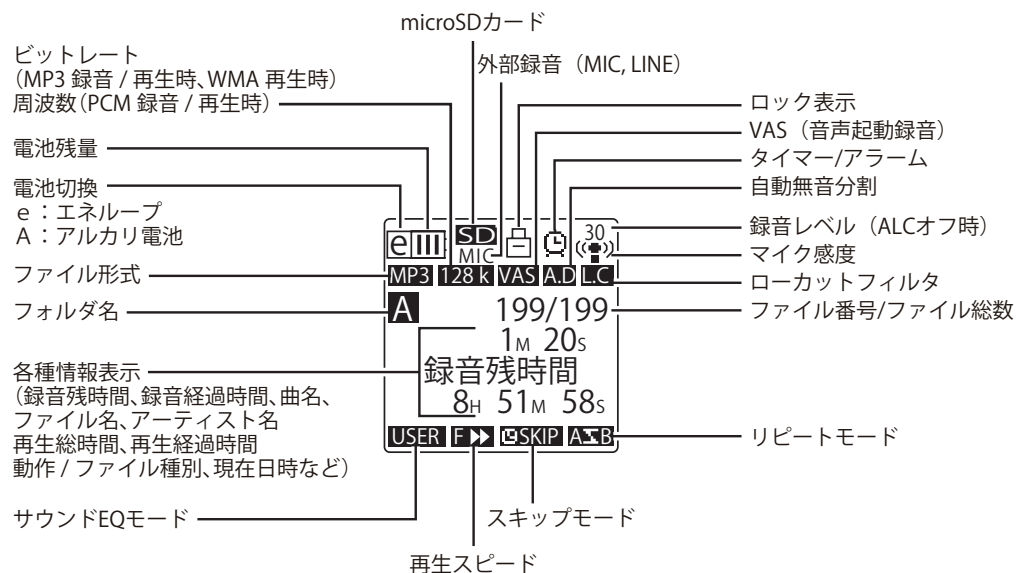 microSDカード
ビットレート
（MP3 録音 / 再生時、WMA 再生時）
周波数（PCM 録音 / 再生時）
外部録音（MIC, LINE）
電池残量
電池切換
e：エネループ
A：アルカリ電池
ファイル形式
フォルダ名
各種情報表示
（録音残時間、録音経過時間、曲名、
ファイル名、アーティスト名
再生総時間、再生経過時間
動作 / ファイル種別、現在日時など）
サウンドEQモード
再生スピード
e SD MIC 30
MP3 128 k VAS A.D L.C
A 199/199
1M 20S
録音残時間
8H 51M 58S
USER F SKIP A B
ロック表示
VAS（音声起動録音）
タイマー/アラーム
自動無音分割
録音レベル（ALCオフ時）
マイク感度
ローカットフィルタ
ファイル番号/ファイル総数
リピートモード
スキップモード